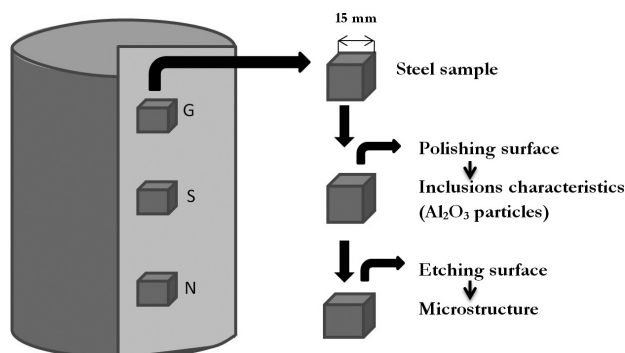 15 mm
Steel sample
G
Polishing surface
S
Inclusions characteristics
(Al₂O₃ particles)
Etching surface
N
Microstructure